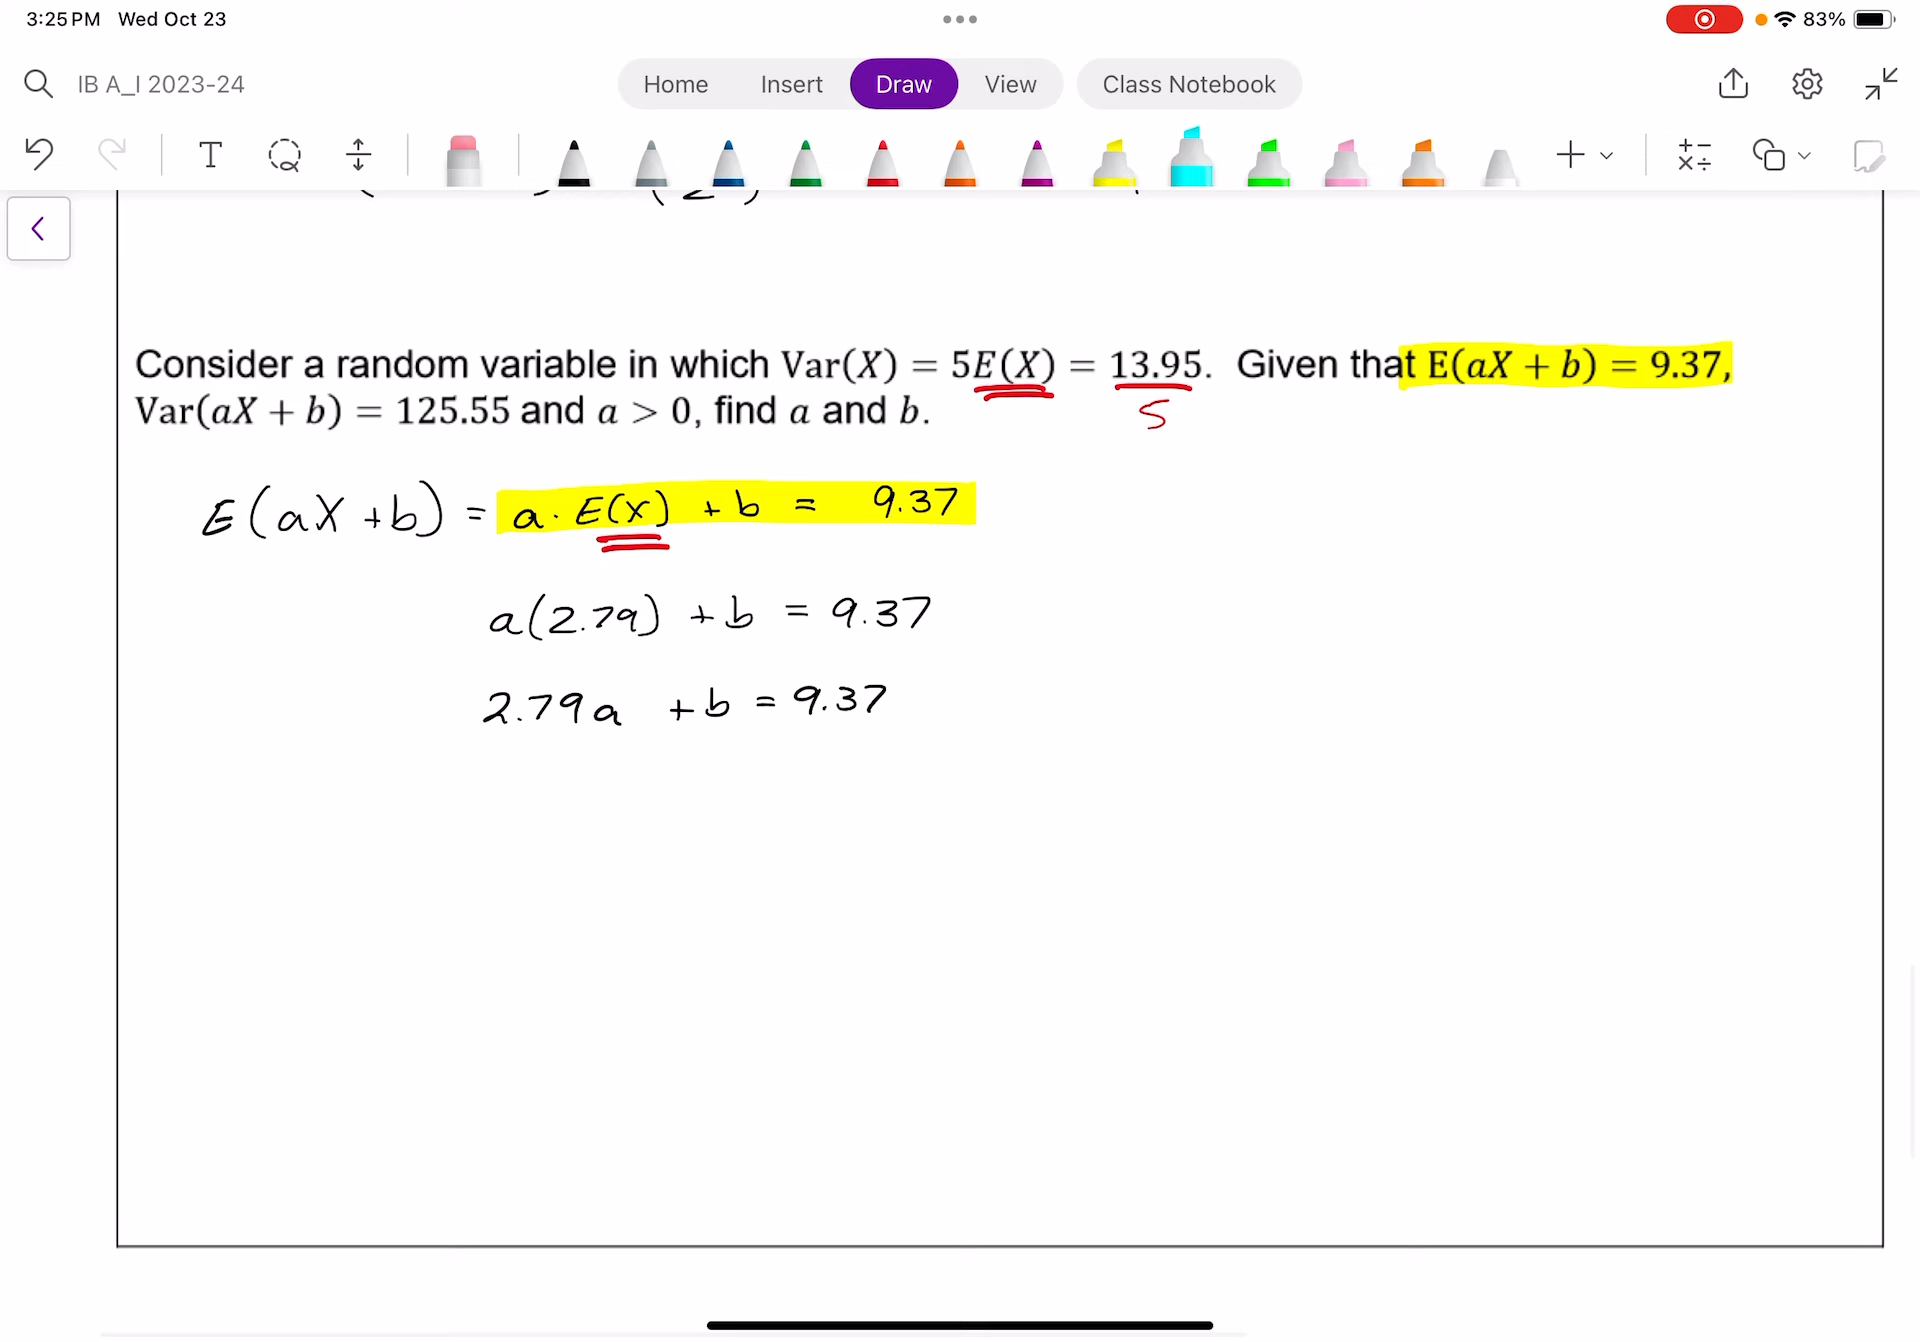 3:25 PM Wed Oct 23
83%
IB A_I 2023-24
Home Insert Draw View Class Notebook
Consider a random variable in which Var(X) = 5E(X) = 13.95. Given that E(aX + b) = 9.37,
5
Var(aX + b) = 125.55 and a > 0, find a and b.
E(aX + b) = a · E(X) + b = 9.37
a(2.79) + b = 9.37
2.79a + b = 9.37